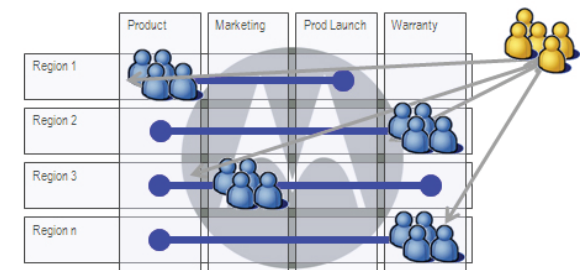 Product
Marketing
Prod Launch
Warranty
Region 1
Region 2
Region 3
Region n